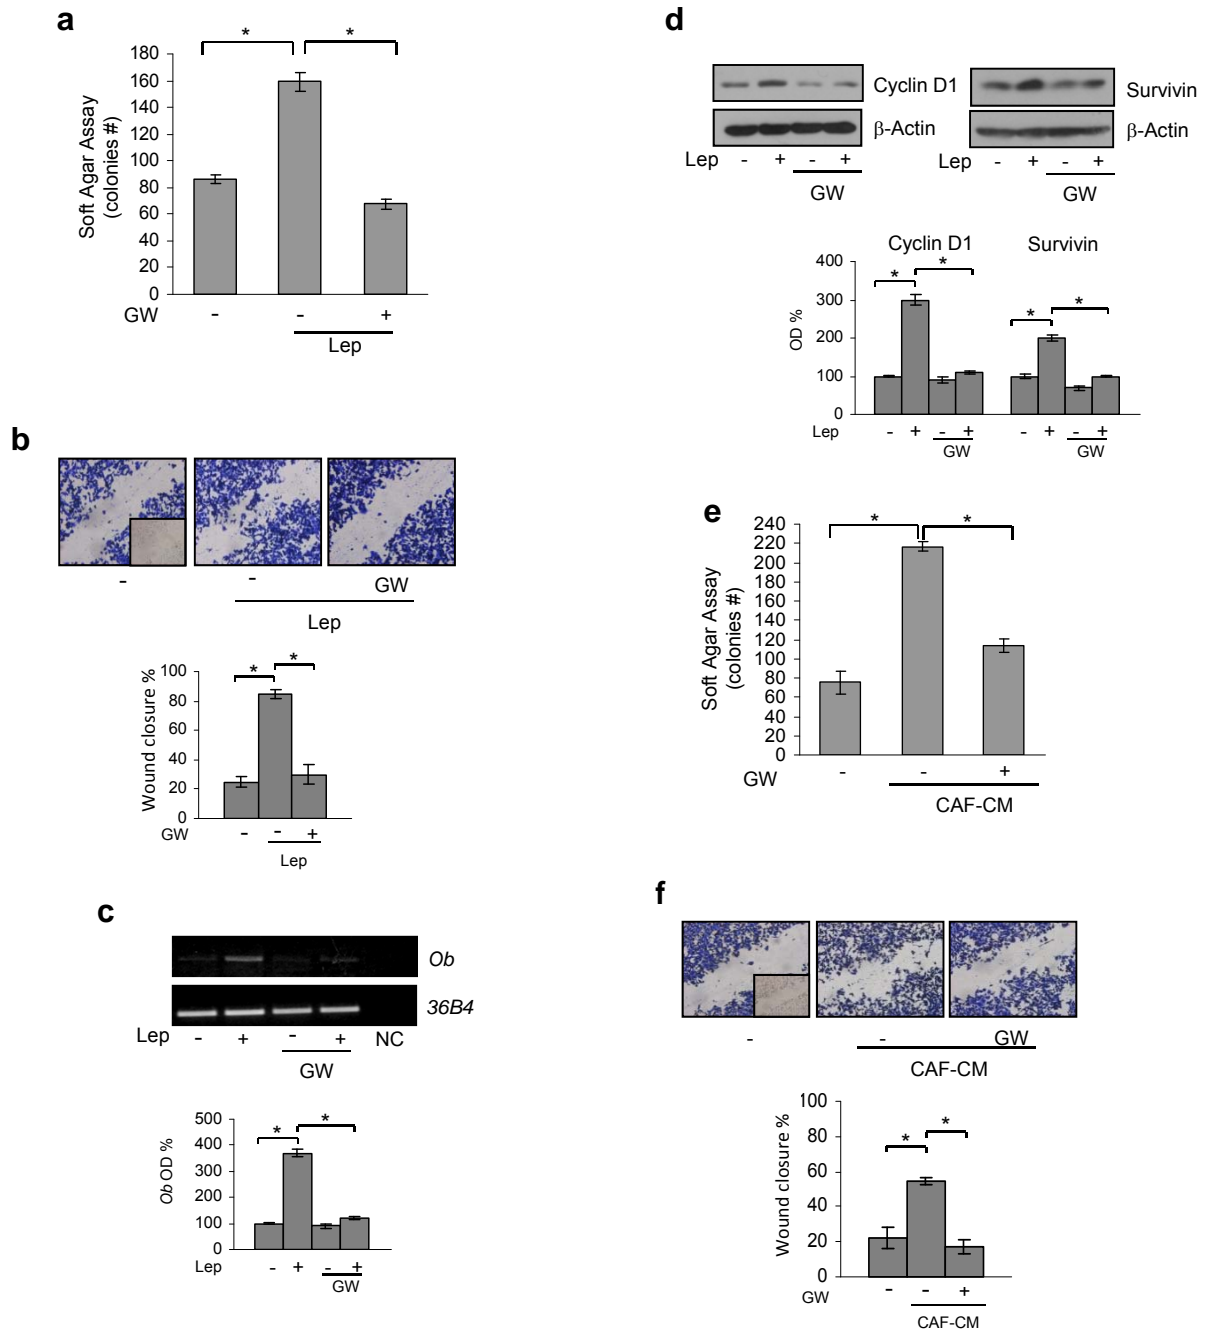 a
* *
180
160
140
120
100
80
60
40
20
0
Soft Agar Assay
(colonies #)
GW - - +
Lep
b
- - GW
Lep
* *
100
80
60
40
20
0
Wound closure %
GW - - +
Lep
c
Ob
36B4
Lep - + - + NC
GW
* *
500
400
300
200
100
0
Ob OD %
Lep - + - +
GW
d
Cyclin D1
β-Actin
Lep - + - +
GW
Survivin
β-Actin
Lep - + - +
GW
Cyclin D1 Survivin
* * * *
400
300
200
100
0
OD %
Lep - + - + - + - +
GW GW
e
* *
240
220
200
180
160
140
120
100
80
60
40
20
0
Soft Agar Assay
(colonies #)
GW - - +
CAF-CM
f
- - GW
CAF-CM
* *
100
80
60
40
20
0
Wound closure %
GW - - +
CAF-CM